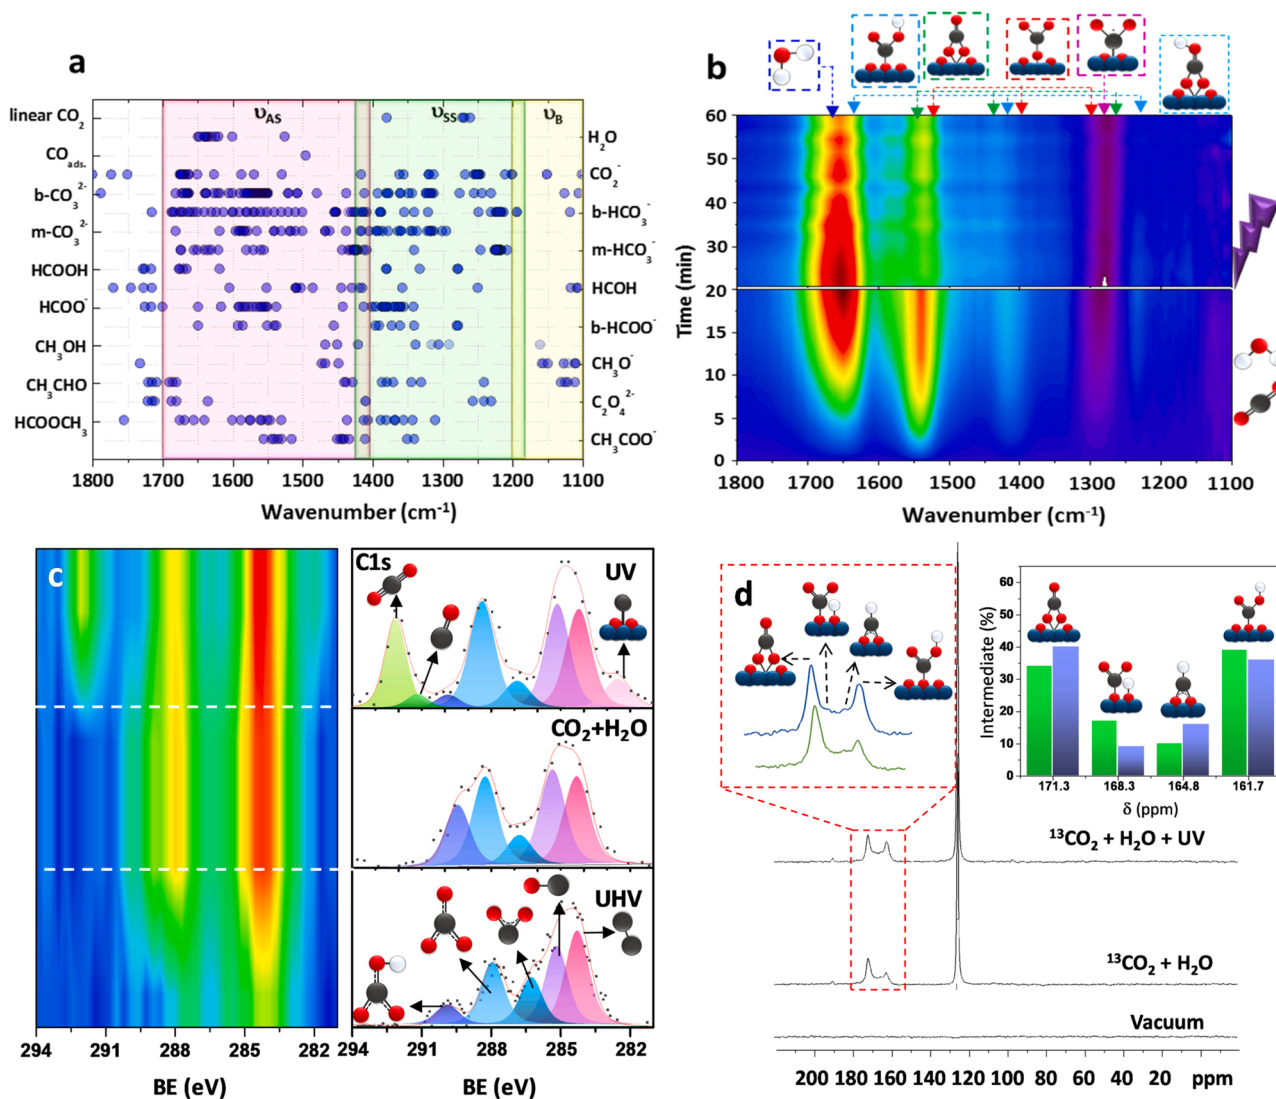 a
υAS
υSS
υB
linear CO2
H2O
COads.
CO2-
b-CO3 2-
b-HCO3-
m-CO3 2-
m-HCO3-
HCOOH
HCOH
HCOO-
b-HCOO-
CH3OH
CH3O-
CH3CHO
C2O4 2-
HCOOCH3
CH3COO-
1800 1700 1600 1500 1400 1300 1200 1100
Wavenumber (cm-1)
b
Time (min)
60
50
40
30
20
15
10
5
0
1800 1700 1600 1500 1400 1300 1200 1100
Wavenumber (cm-1)
c
294 291 288 285 282
BE (eV)
C1s
UV
CO2+H2O
UHV
294 291 288 285 282
BE (eV)
d
Intermediate (%)
60
50
40
30
20
10
0
171.3 168.3 164.8 161.7
δ (ppm)
13CO2 + H2O + UV
13CO2 + H2O
Vacuum
200 180 160 140 120 100 80 60 40 20 ppm